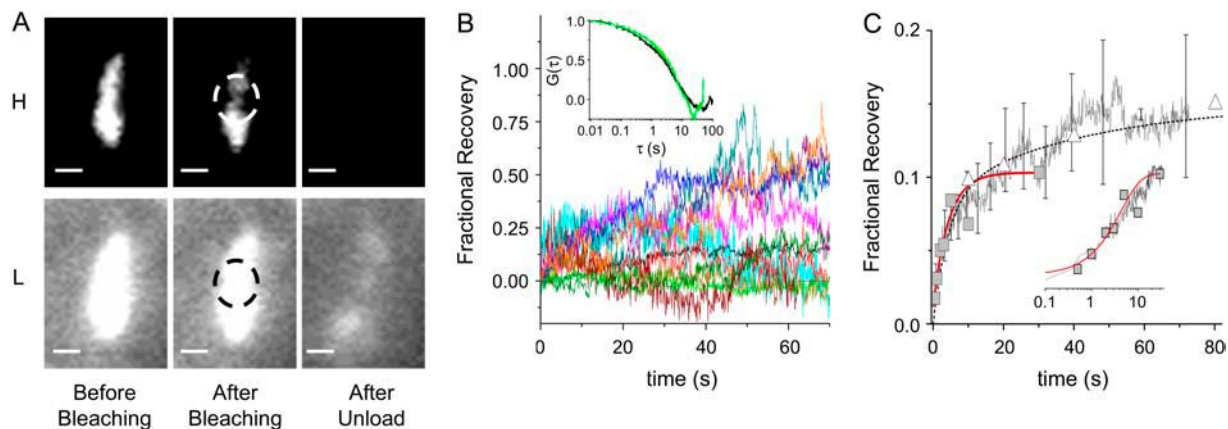 A
H
L
Before
Bleaching
After
Bleaching
After
Unload
B
Fractional Recovery
1.00
0.75
0.50
0.25
0.00
0
20
40
60
time (s)
G(τ)
1.0
0.5
0.0
0.01
0.1
1
10
100
τ (s)
C
Fractional Recovery
0.2
0.1
0.0
0
20
40
60
80
time (s)
0.1
1
10